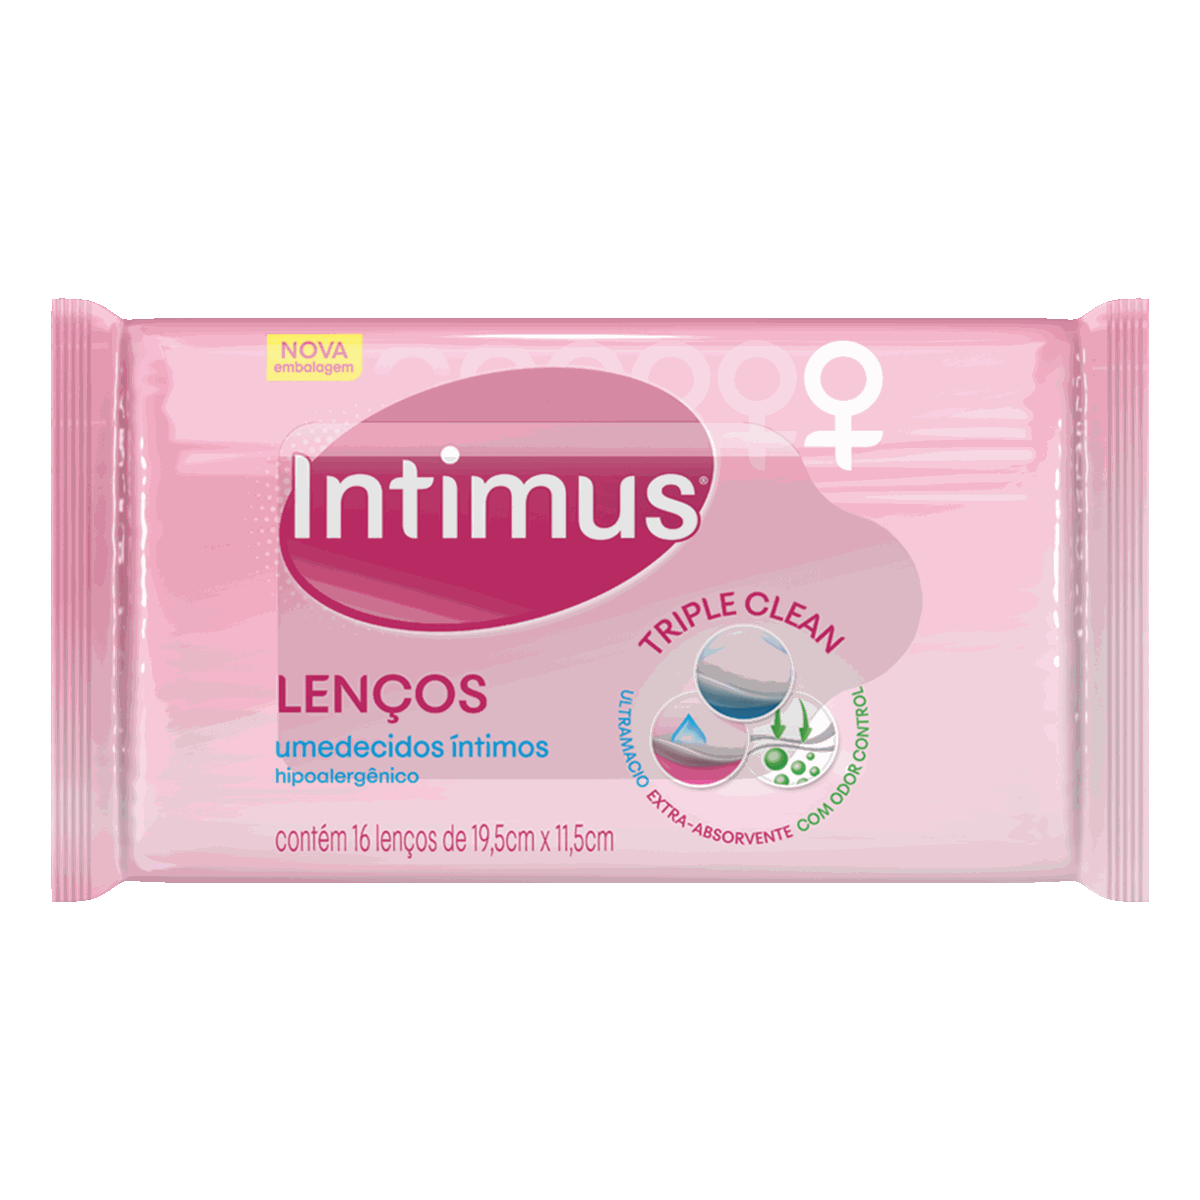 NOVA
embalagem
Intimus®
LENÇOS
umedecidos íntimos
hipoalergênico
contém 16 lenços de 19,5cm x 11,5cm
TRIPLE CLEAN
ULTRAMACIO
EXTRA-ABSORVENTE
COM ODOR CONTROL